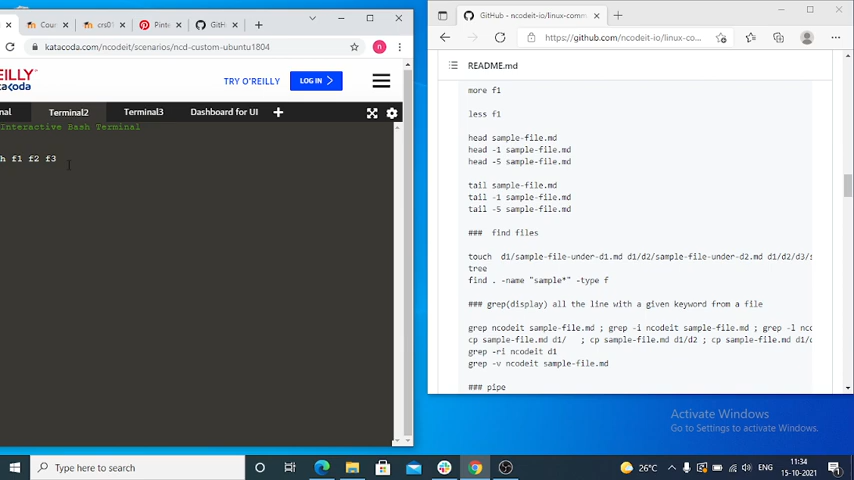 Cour
crs01
Pinte
GitH
katacoda.com/ncodeit/scenarios/ncd-custom-ubuntu1804
EILLY
atacoda
TRY O'REILLY
LOG IN
nal
Terminal2
Terminal3
Dashboard for UI
Interactive Bash Terminal
h f1 f2 f3
GitHub - ncodeit-io/linux-comm
https://github.com/ncodeit-io/linux-co...
README.md
more f1
less f1
head sample-file.md
head -1 sample-file.md
head -5 sample-file.md
tail sample-file.md
tail -1 sample-file.md
tail -5 sample-file.md
### find files
touch d1/sample-file-under-d1.md d1/d2/sample-file-under-d2.md d1/d2/d3/s
tree
find . -name "sample*" -type f
### grep(display) all the line with a given keyword from a file
grep ncodeit sample-file.md ; grep -i ncodeit sample-file.md ; grep -l ncc
cp sample-file.md d1/ ; cp sample-file.md d1/d2 ; cp sample-file.md d1/c
grep -ri ncodeit d1
grep -v ncodeit sample-file.md
### pipe
Activate Windows
Go to Settings to activate Windows.
Type here to search
26°C
ENG
11:34
15-10-2021